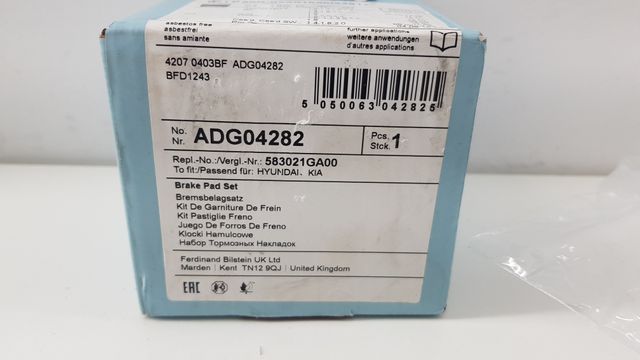 asbestos free
asbestfrei
sans amiante
further applications
weitere anwendungen
d'autres applications
4207 0403BF ADG04282
BFD1243
5 050063 042825
No.
Nr. ADG04282
Pcs.
Stck. 1
Repl.-No.:/Vergl.-Nr.: 583021GA00
To fit:/Passend für: HYUNDAI, KIA
Brake Pad Set
Bremsbelagsatz
Kit De Garniture De Frein
Kit Pastiglie Freno
Juego De Forros De Freno
Klocki Hamulcowe
Набор Тормозных Накладок
Ferdinand Bilstein UK Ltd
Marden | Kent TN12 9QJ | United Kingdom
EAC